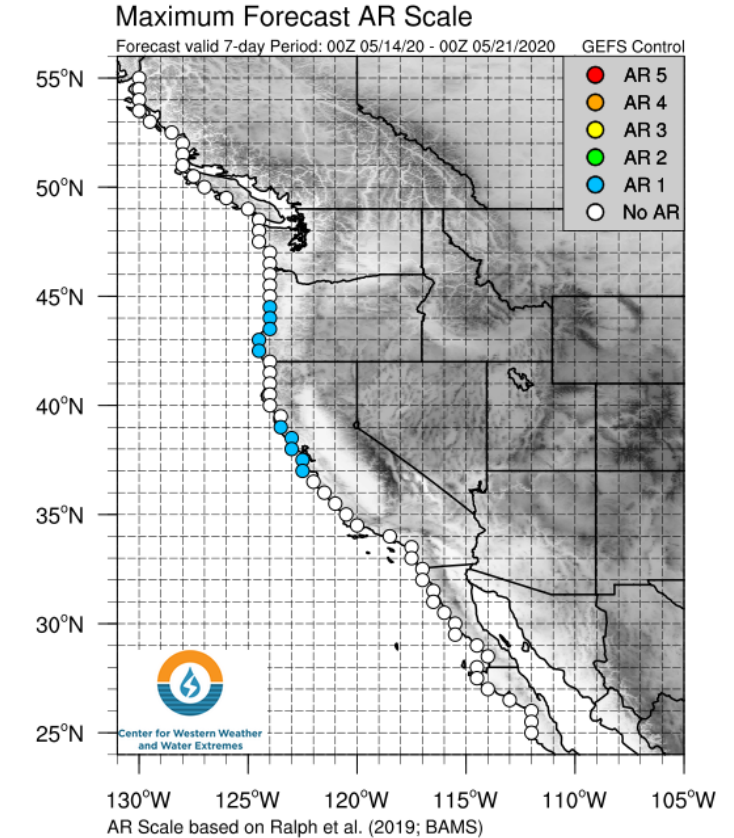 Maximum Forecast AR Scale
Forecast valid 7-day Period: 00Z 05/14/20 - 00Z 05/21/2020 GEFS Control
AR 5
AR 4
AR 3
AR 2
AR 1
No AR
55°N
50°N
45°N
40°N
35°N
30°N
25°N
Center for Western Weather
and Water Extremes
130°W 125°W 120°W 115°W 110°W 105°W
AR Scale based on Ralph et al. (2019; BAMS)